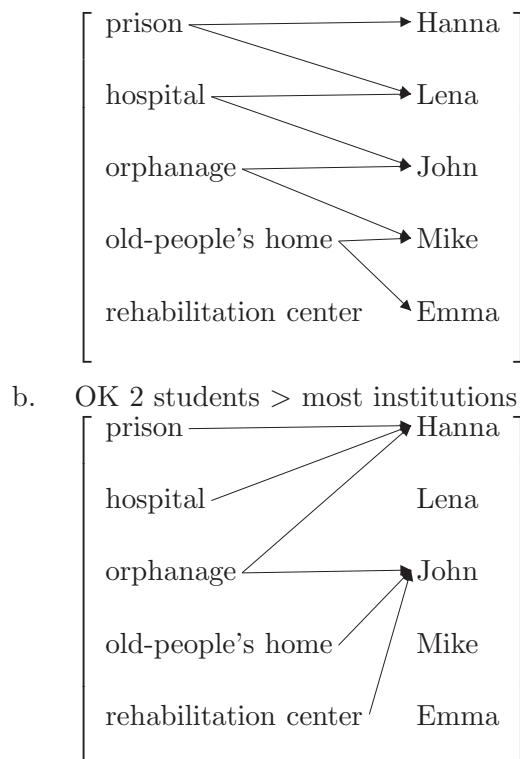 prison Hanna
hospital Lena
orphanage John
old-people's home Mike
rehabilitation center Emma
b. OK 2 students > most institutions
prison Hanna
hospital Lena
orphanage John
old-people's home Mike
rehabilitation center Emma